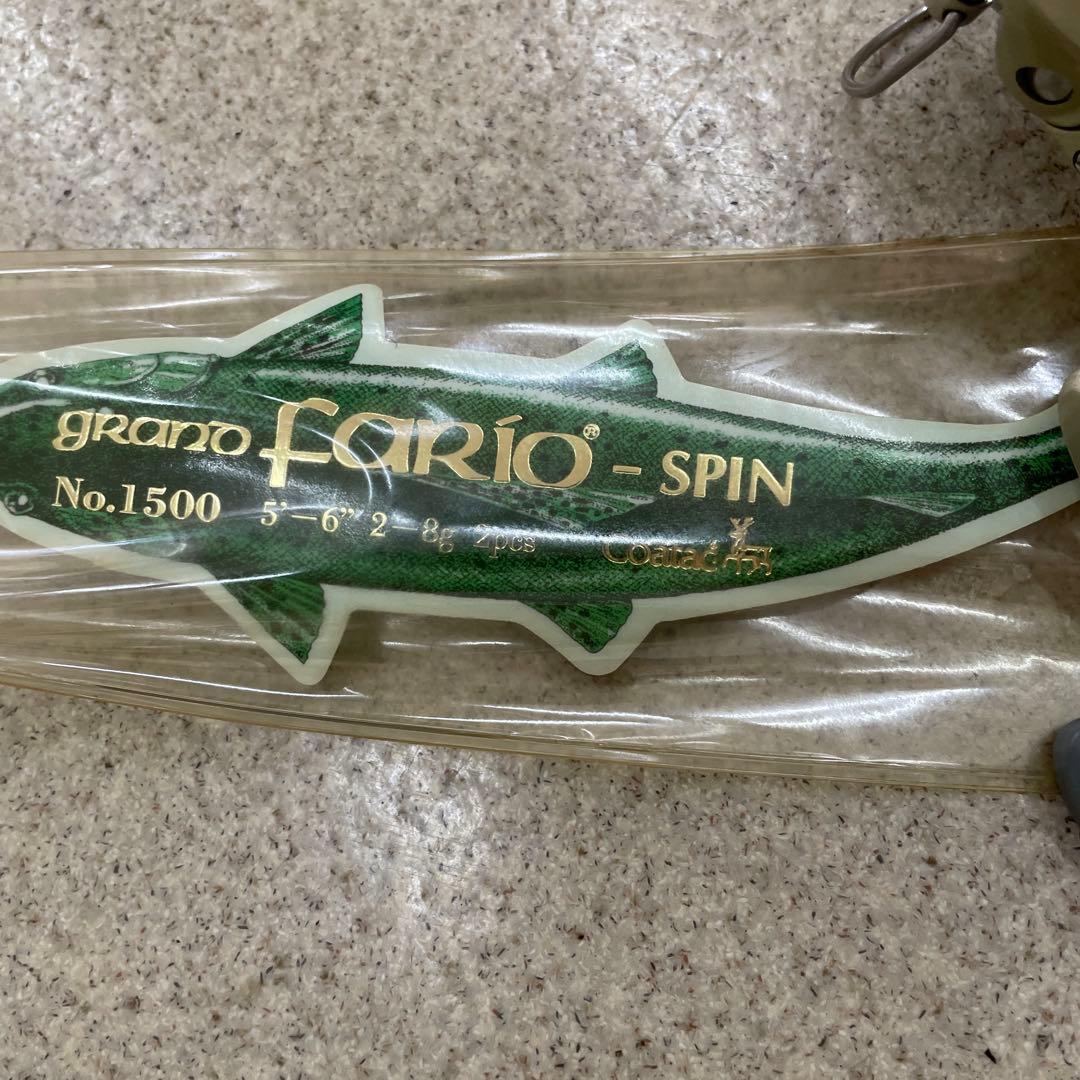 grand fario® - SPIN
No.1500 5'-6" 2-8g 2pcs Coatac